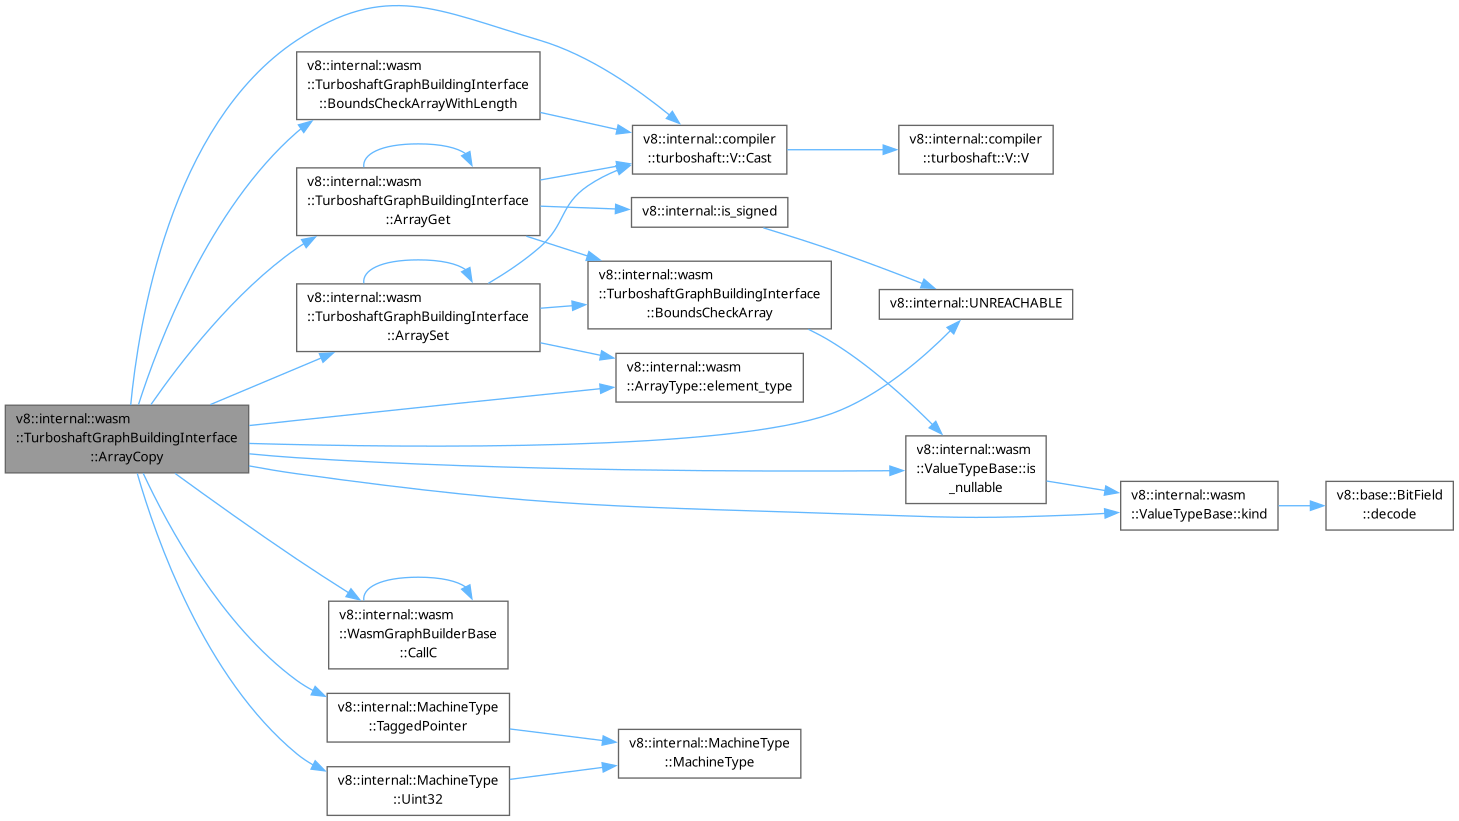 v8::internal::wasm
::TurboshaftGraphBuildingInterface
::BoundsCheckArrayWithLength
v8::internal::compiler
::turboshaft::V::Cast
v8::internal::compiler
::turboshaft::V::V
v8::internal::wasm
::TurboshaftGraphBuildingInterface
::ArrayGet
v8::internal::is_signed
v8::internal::wasm
::TurboshaftGraphBuildingInterface
::BoundsCheckArray
v8::internal::UNREACHABLE
v8::internal::wasm
::TurboshaftGraphBuildingInterface
::ArraySet
v8::internal::wasm
::ArrayType::element_type
v8::internal::wasm
::TurboshaftGraphBuildingInterface
::ArrayCopy
v8::internal::wasm
::ValueTypeBase::is
_nullable
v8::internal::wasm
::ValueTypeBase::kind
v8::base::BitField
::decode
v8::internal::wasm
::WasmGraphBuilderBase
::CallC
v8::internal::MachineType
::TaggedPointer
v8::internal::MachineType
::MachineType
v8::internal::MachineType
::Uint32